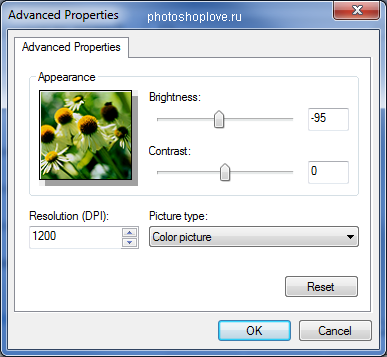 Advanced Properties
photoshoplove.ru
Advanced Properties
Appearance
Brightness:
-95
Contrast:
0
Resolution (DPI):
Picture type:
1200
Color picture
Reset
OK
Cancel